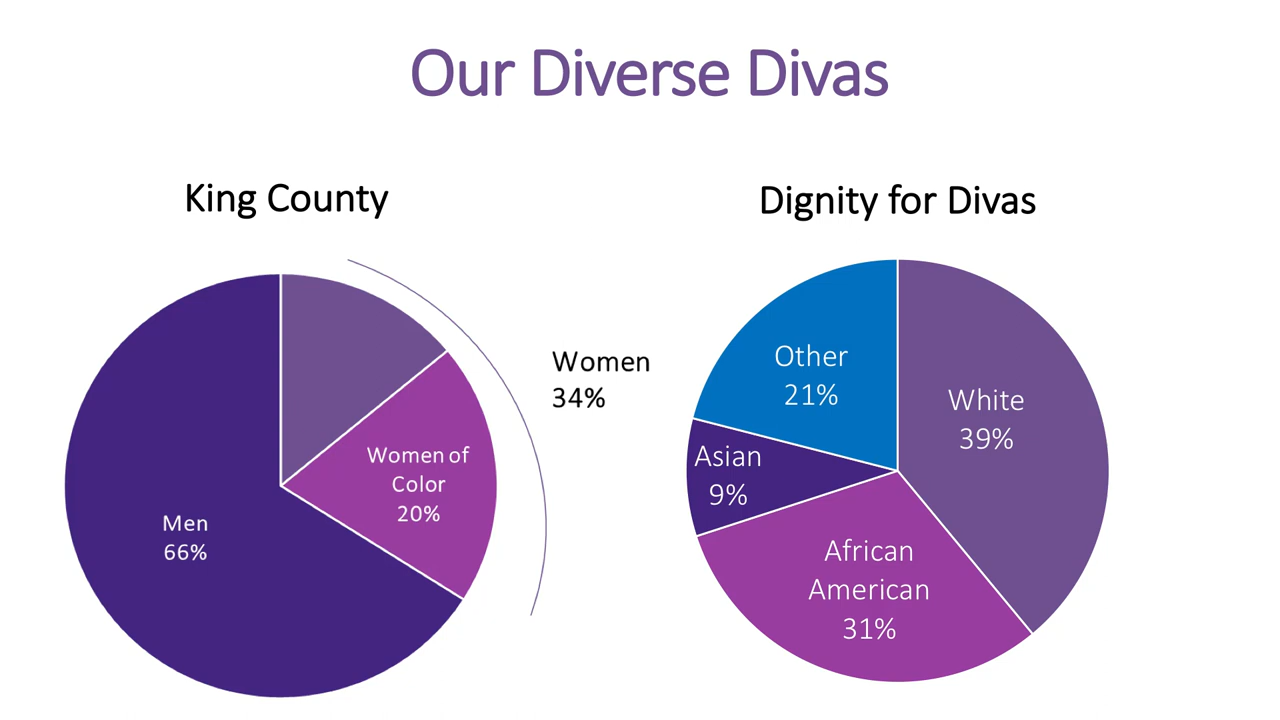 Our Diverse Divas
King County
Women
34%
Women of
Color
20%
Men
66%
Dignity for Divas
Other
21%
White
39%
Asian
9%
African
American
31%